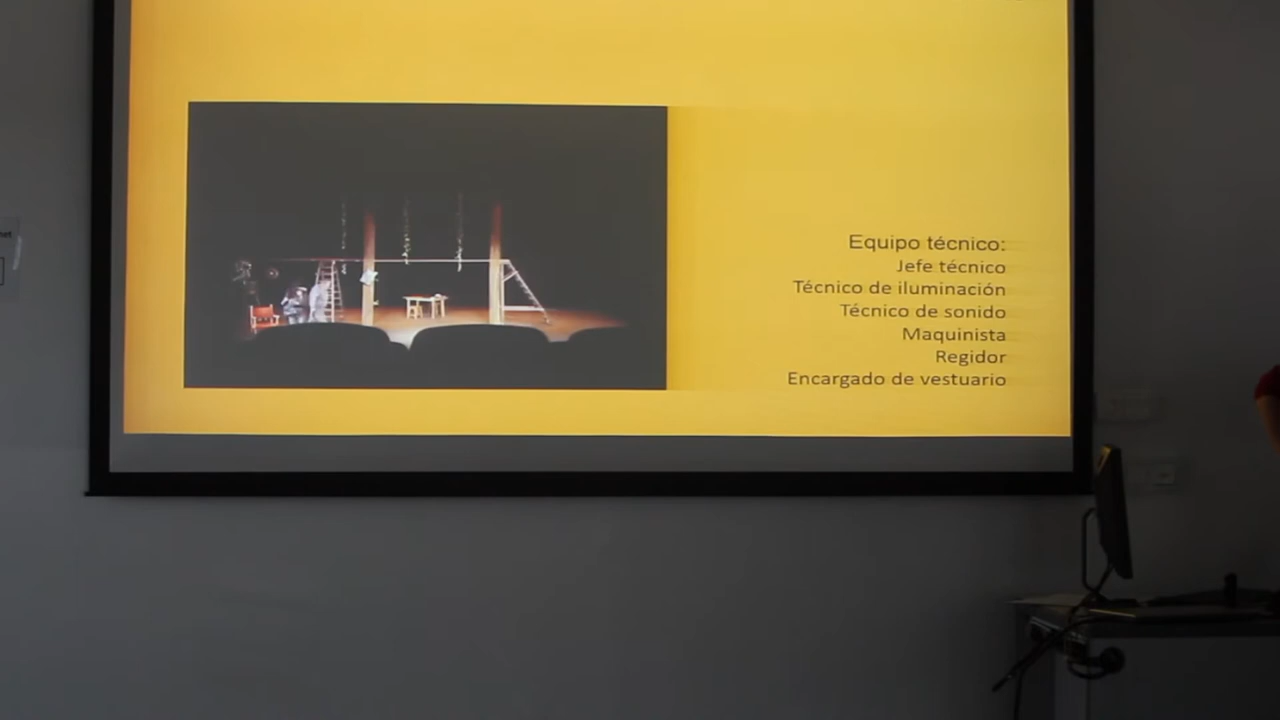 Equipo técnico:
Jefe técnico
Técnico de iluminación
Técnico de sonido
Maquinista
Regidor
Encargado de vestuario